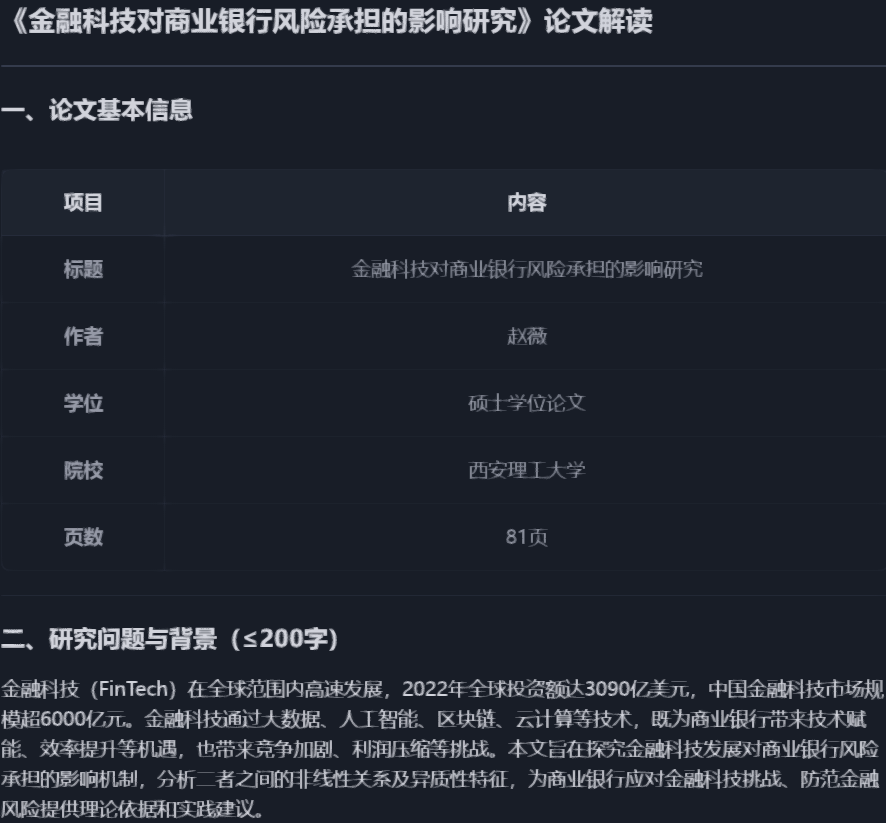 《金融科技对商业银行风险承担的影响研究》论文解读
一、论文基本信息
项目 内容
标题 金融科技对商业银行风险承担的影响研究
作者 赵薇
学位 硕士学位论文
院校 西安理工大学
页数 81页
二、研究问题与背景（≤200字）
金融科技（FinTech）在全球范围内高速发展，2022年全球投资额达3090亿美元，中国金融科技市场规
模超6000亿元。金融科技通过大数据、人工智能、区块链、云计算等技术，既为商业银行带来技术赋
能、效率提升等机遇，也带来竞争加剧、利润压缩等挑战。本文旨在探究金融科技发展对商业银行风险
承担的影响机制，分析二者之间的非线性关系及异质性特征，为商业银行应对金融科技挑战、防范金融
风险提供理论依据和实践建议。